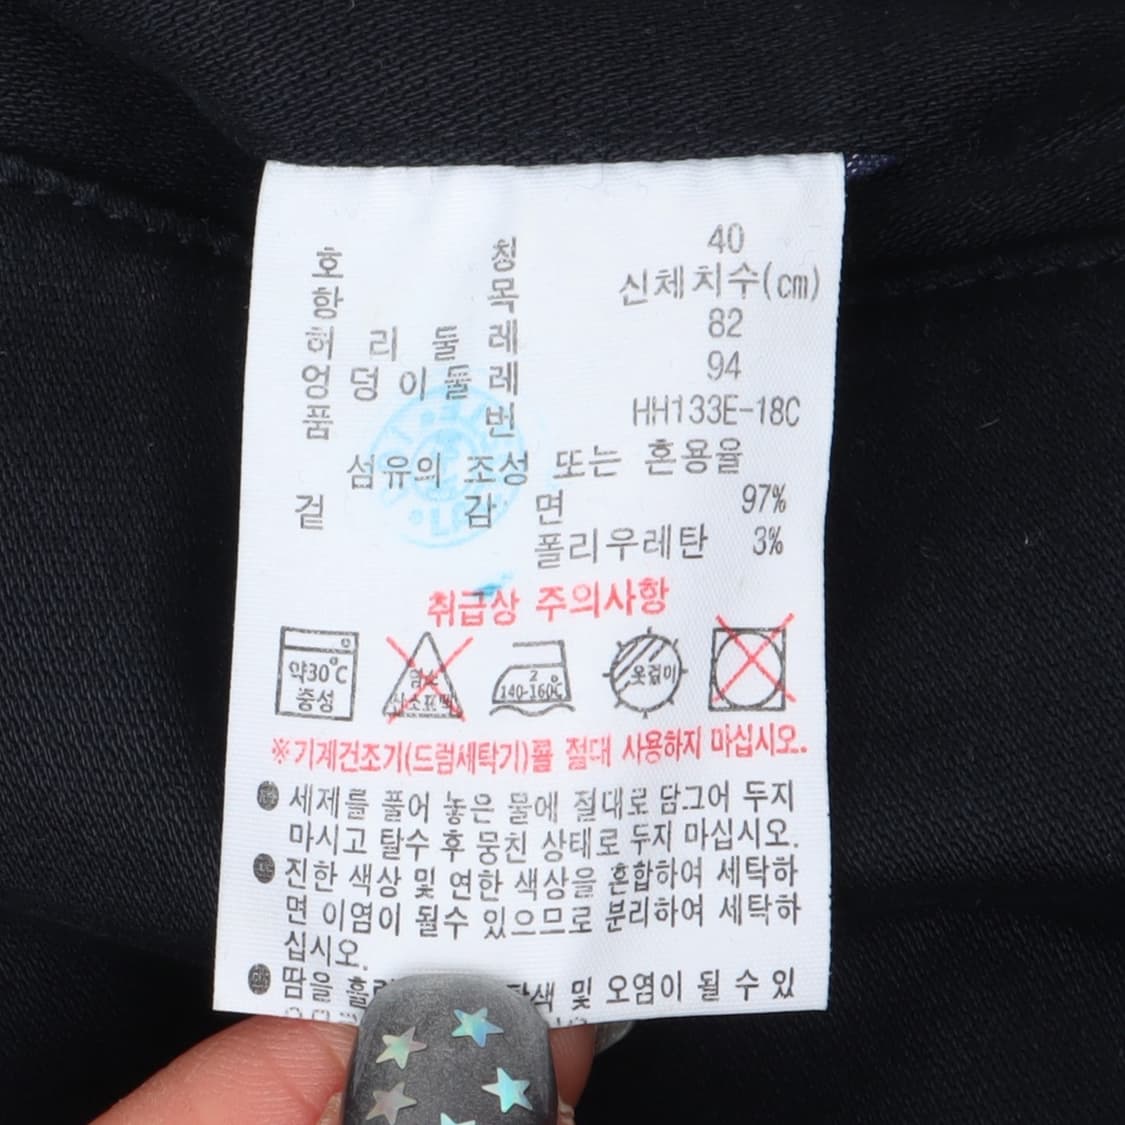 호 칭 40
항 목 신체치수(cm)
허 리 둘 레 82
엉 덩 이 둘 레 94
품 번 HH133E-18C
섬유의 조성 또는 혼용율
겉 감 면 97%
폴리우레탄 3%
취급상 주의사항
약30℃
중성
염소
산소표백
2
140-160℃
옷걸이
※기계건조기(드럼세탁기)를 절대 사용하지 마십시오.
세제를 풀어 놓은 물에 절대로 담그어 두지
마시고 탈수 후 뭉친 상태로 두지 마십시오.
진한 색상 및 연한 색상을 혼합하여 세탁하
면 이염이 될수 있으므로 분리하여 세탁하
십시오.
땀을 및 오염이 될 수 있